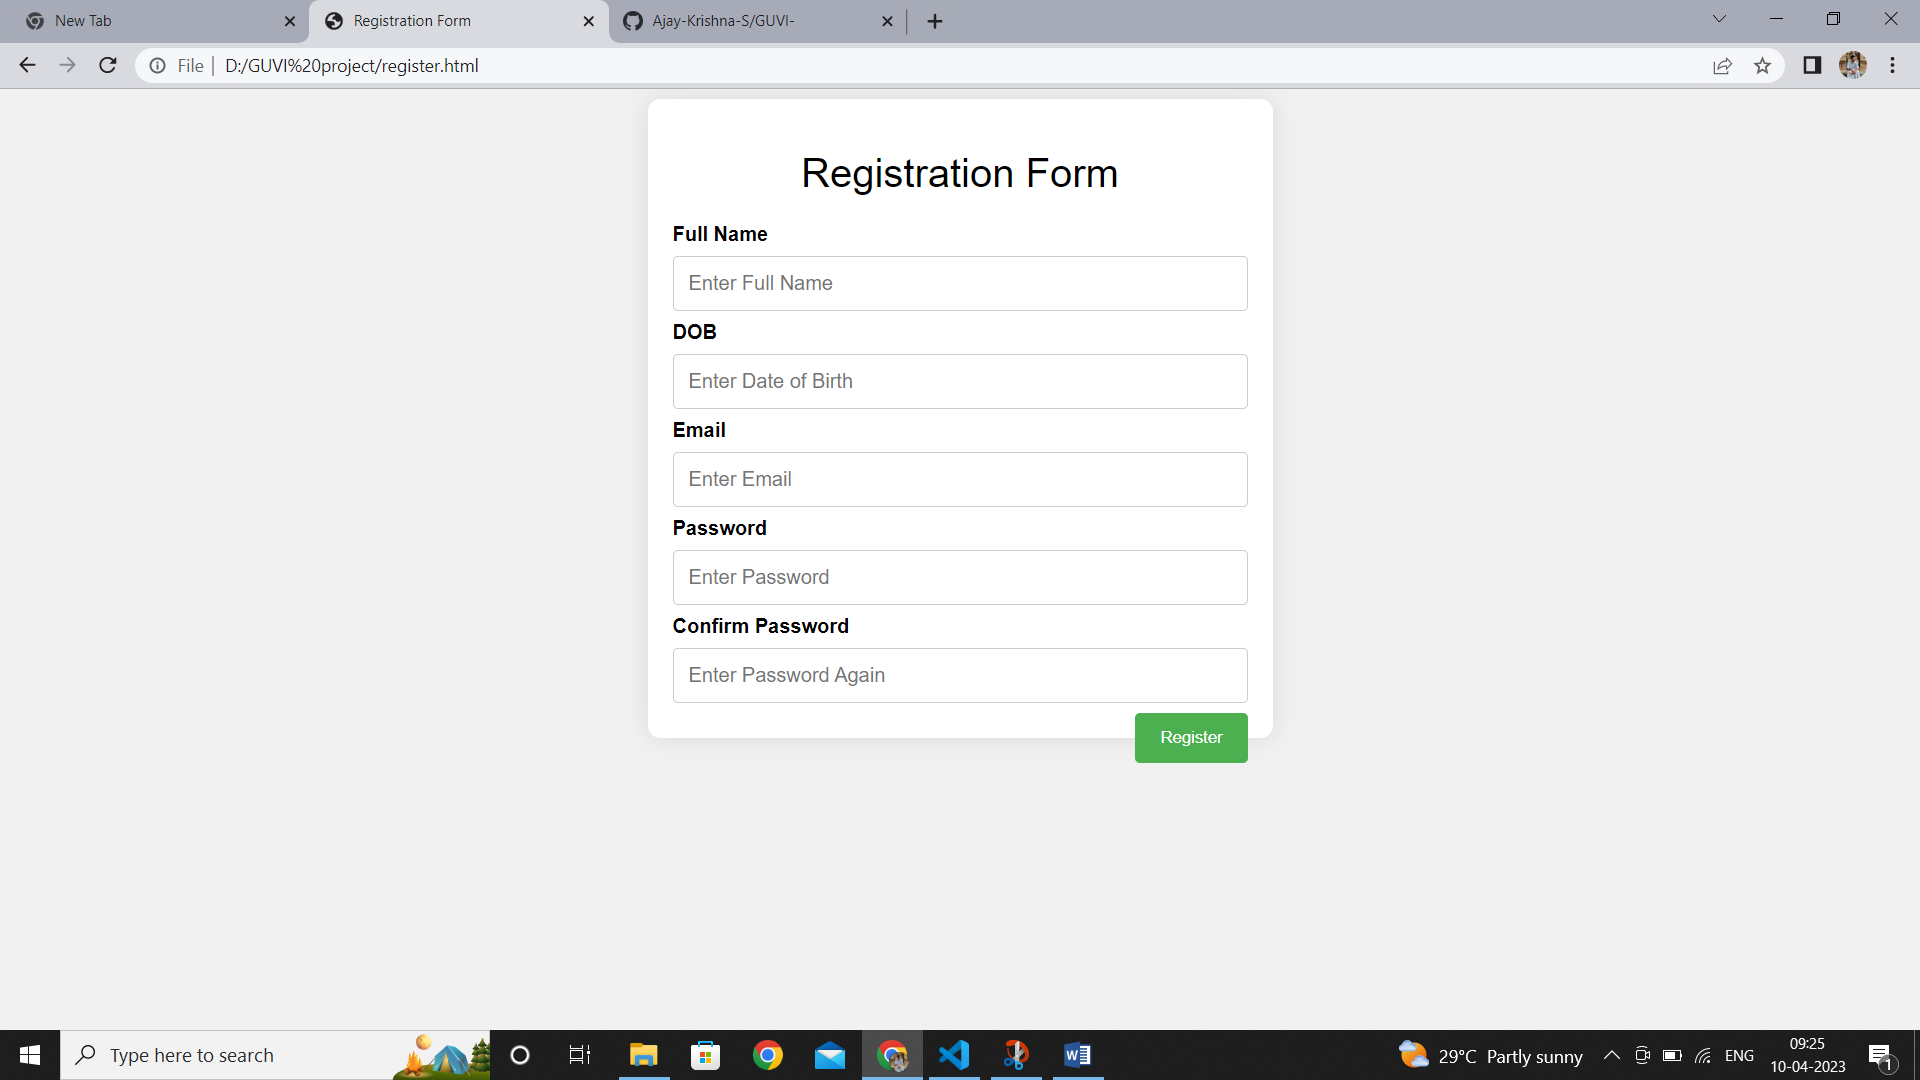 New Tab
Registration Form
Ajay-Krishna-S/GUVI-
File
D:/GUVI%20project/register.html
Registration Form
Full Name
Enter Full Name
DOB
Enter Date of Birth
Email
Enter Email
Password
Enter Password
Confirm Password
Enter Password Again
Register
Type here to search
29°C Partly sunny
ENG
09:25
10-04-2023
1